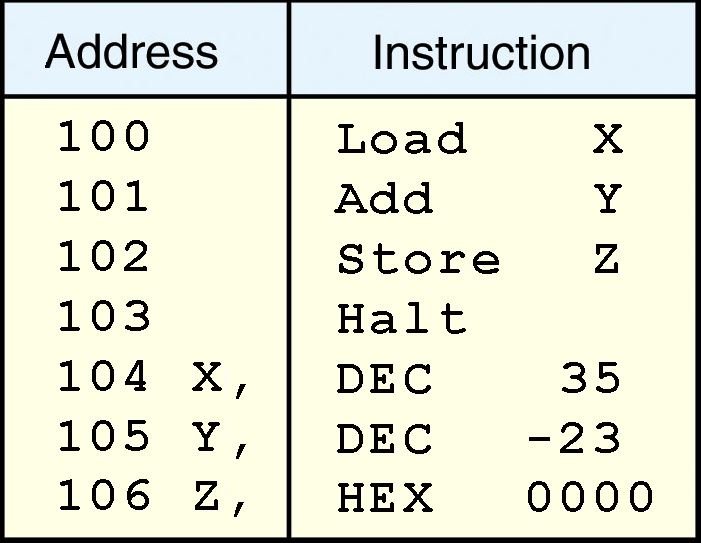 Address Instruction
100 Load X
101 Add Y
102 Store Z
103 Halt
104 X, DEC 35
105 Y, DEC -23
106 Z, HEX 0000